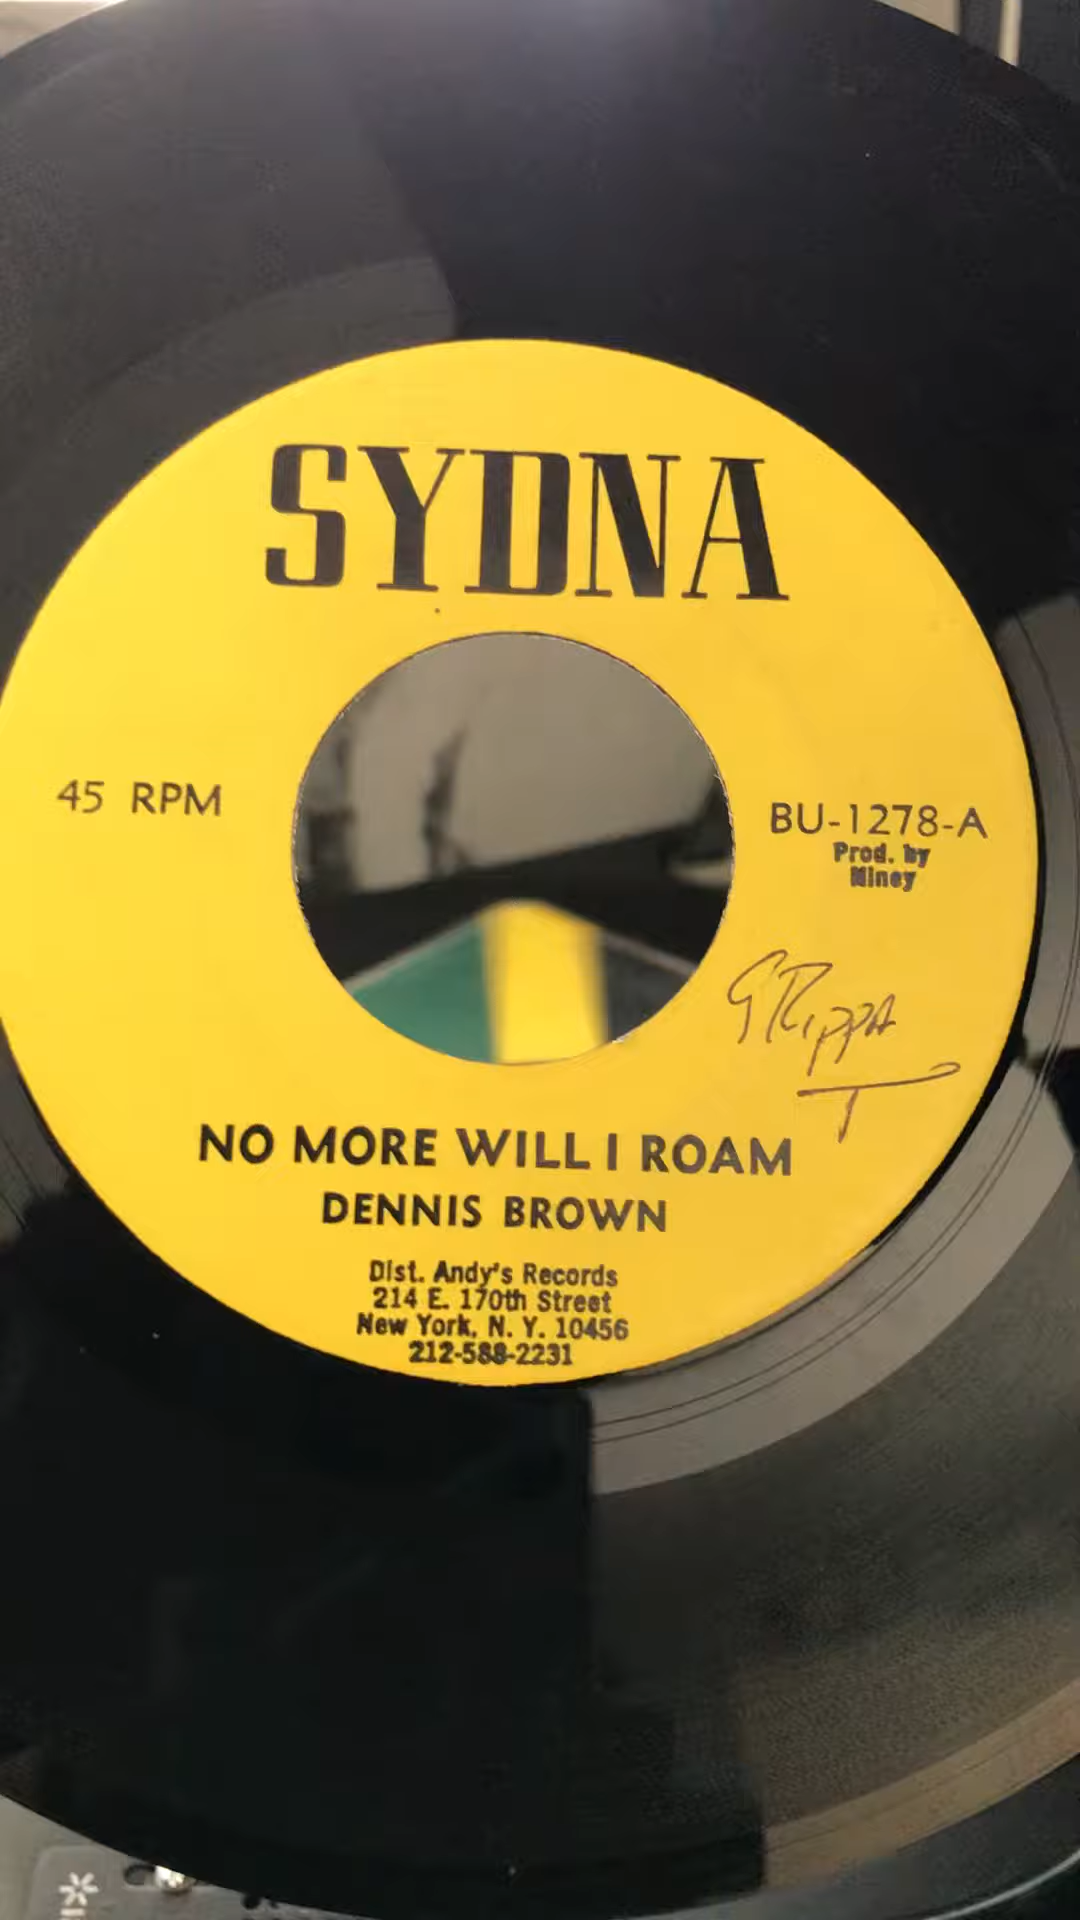 SYDNA
45 RPM
BU-1278-A
Prod. by
Niney
GRippA
NO MORE WILL I ROAM
DENNIS BROWN
Dist. Andy's Records
214 E. 170th Street
New York, N. Y. 10456
212-588-2231